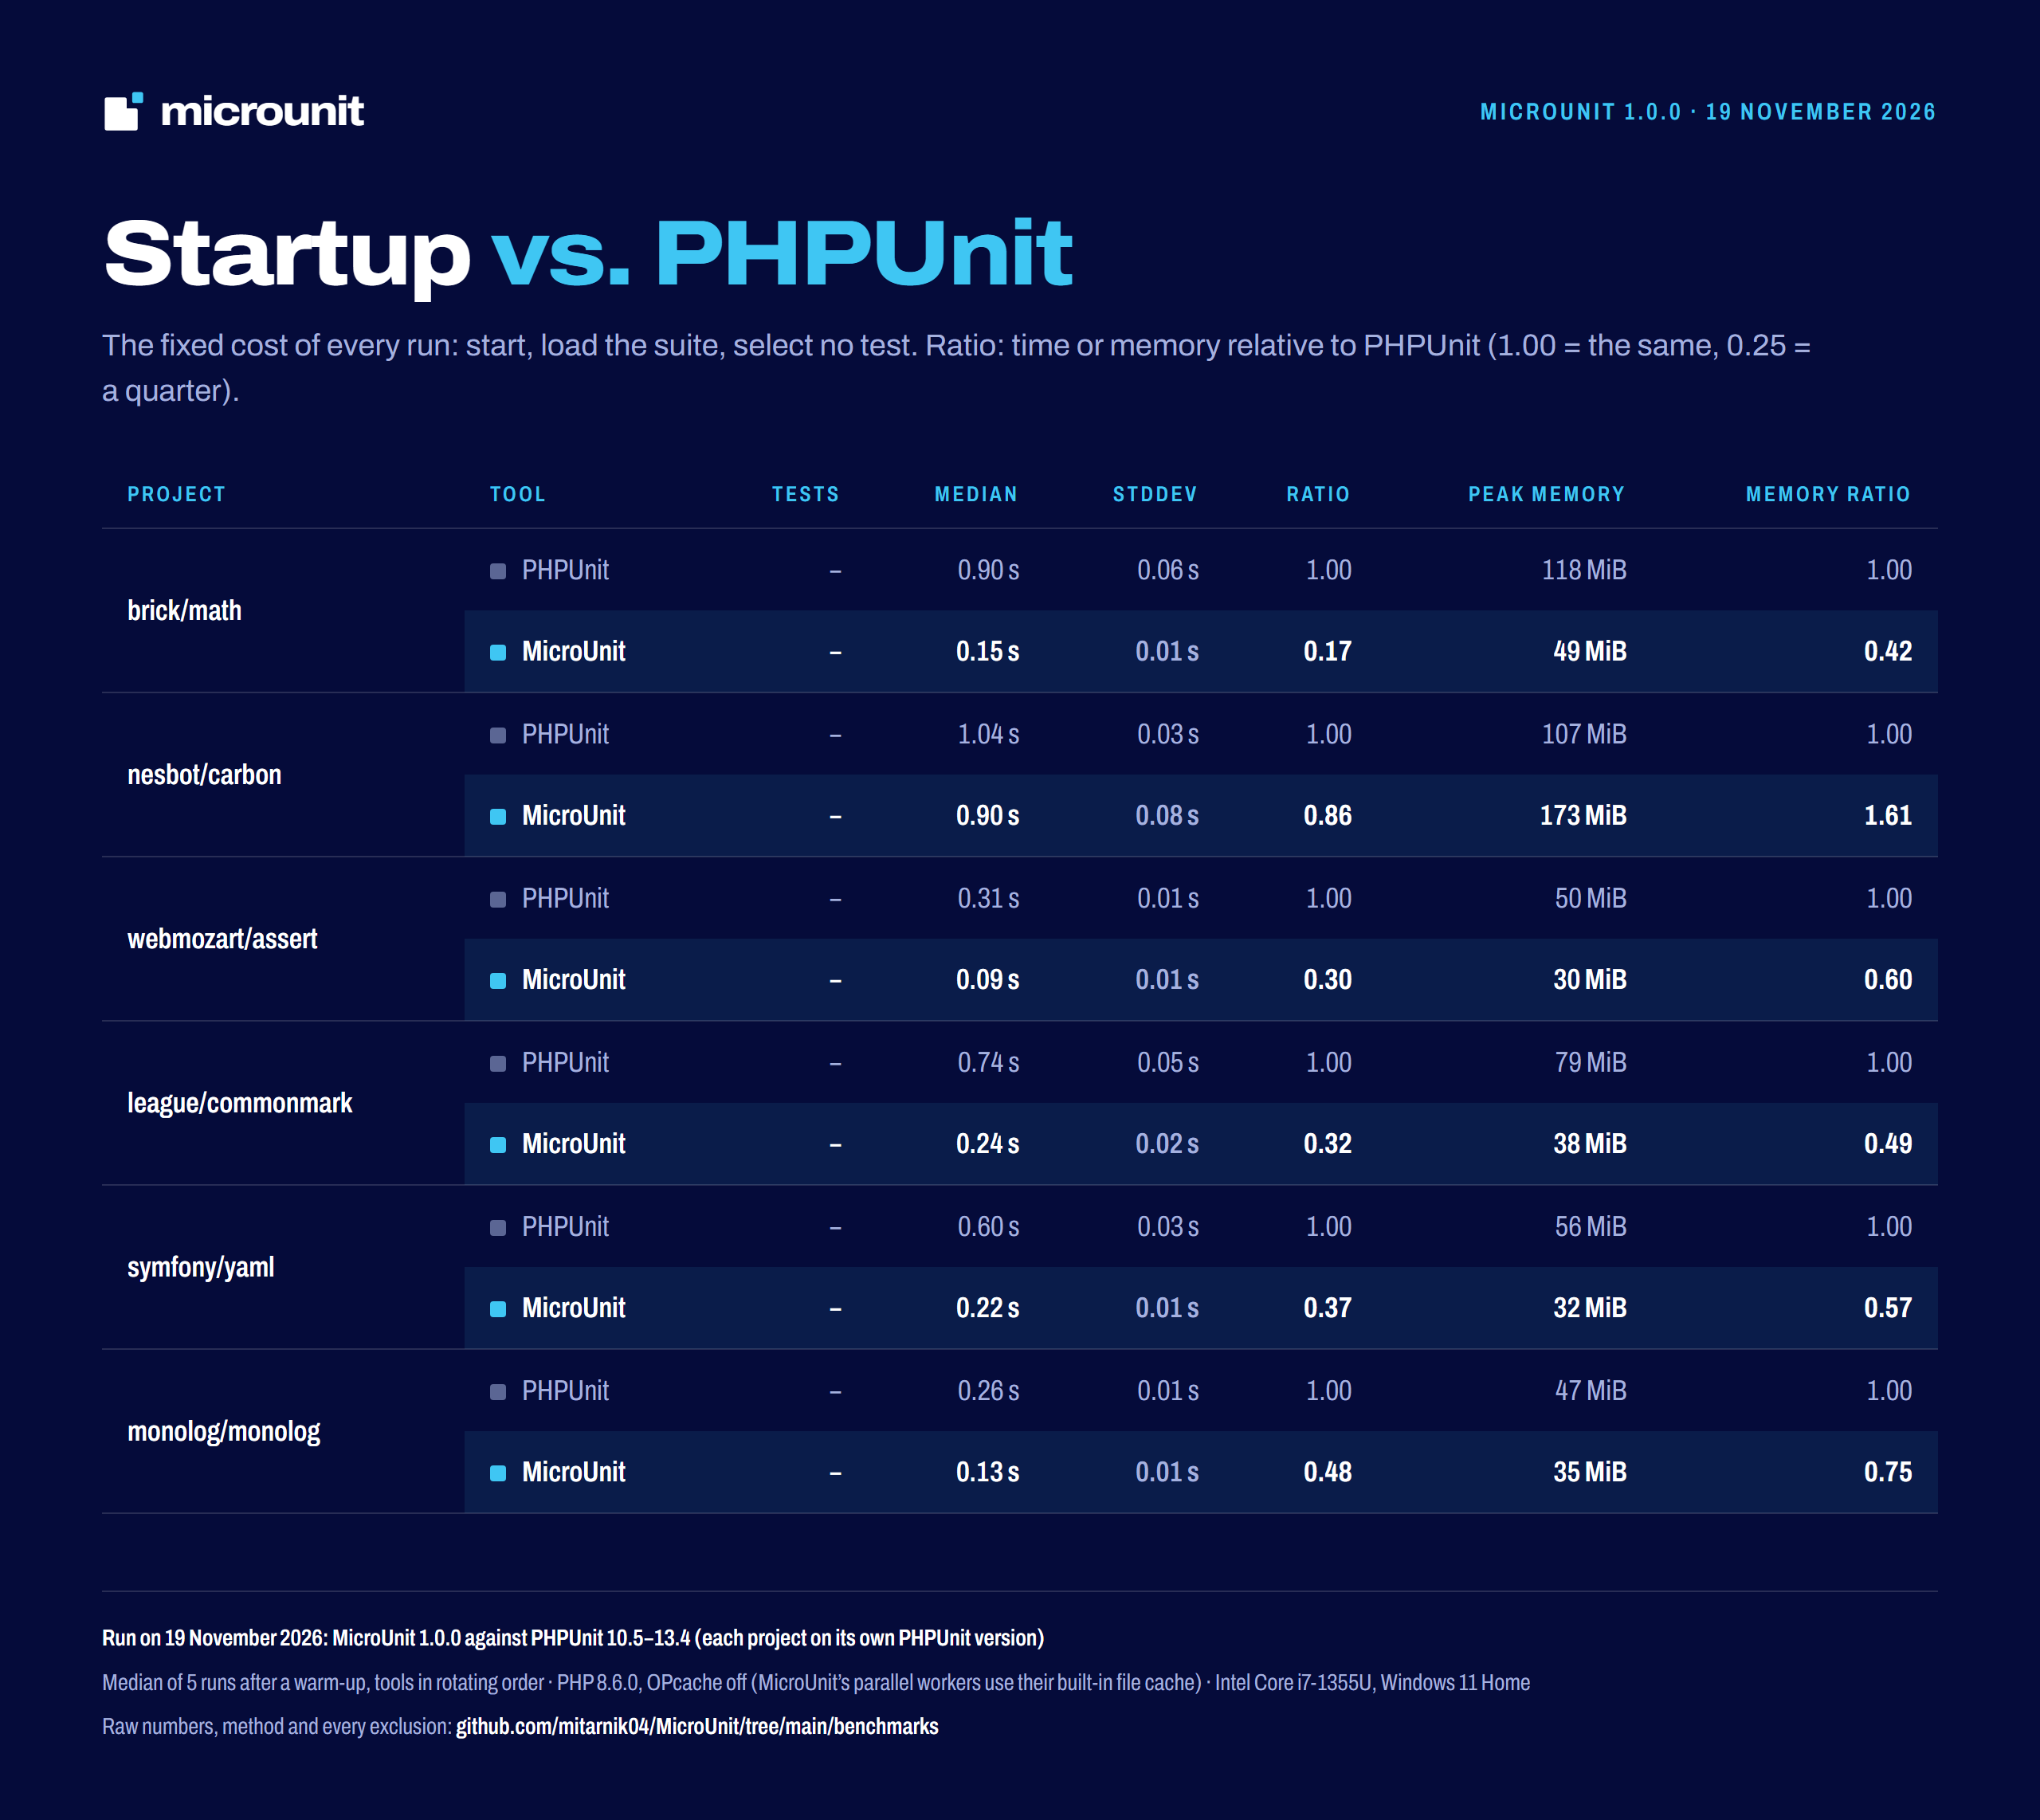 microunit
MICROUNIT 1.0.0 · 19 NOVEMBER 2026
Startup vs. PHPUnit
The fixed cost of every run: start, load the suite, select no test. Ratio: time or memory relative to PHPUnit (1.00 = the same, 0.25 =
a quarter).
PROJECT TOOL TESTS MEDIAN STDDEV RATIO PEAK MEMORY MEMORY RATIO
brick/math
PHPUnit – 0.90 s 0.06 s 1.00 118 MiB 1.00
MicroUnit – 0.15 s 0.01 s 0.17 49 MiB 0.42
nesbot/carbon
PHPUnit – 1.04 s 0.03 s 1.00 107 MiB 1.00
MicroUnit – 0.90 s 0.08 s 0.86 173 MiB 1.61
webmozart/assert
PHPUnit – 0.31 s 0.01 s 1.00 50 MiB 1.00
MicroUnit – 0.09 s 0.01 s 0.30 30 MiB 0.60
league/commonmark
PHPUnit – 0.74 s 0.05 s 1.00 79 MiB 1.00
MicroUnit – 0.24 s 0.02 s 0.32 38 MiB 0.49
symfony/yaml
PHPUnit – 0.60 s 0.03 s 1.00 56 MiB 1.00
MicroUnit – 0.22 s 0.01 s 0.37 32 MiB 0.57
monolog/monolog
PHPUnit – 0.26 s 0.01 s 1.00 47 MiB 1.00
MicroUnit – 0.13 s 0.01 s 0.48 35 MiB 0.75
Run on 19 November 2026: MicroUnit 1.0.0 against PHPUnit 10.5–13.4 (each project on its own PHPUnit version)
Median of 5 runs after a warm-up, tools in rotating order · PHP 8.6.0, OPcache off (MicroUnit’s parallel workers use their built-in file cache) · Intel Core i7-1355U, Windows 11 Home
Raw numbers, method and every exclusion: github.com/mitarnik04/MicroUnit/tree/main/benchmarks